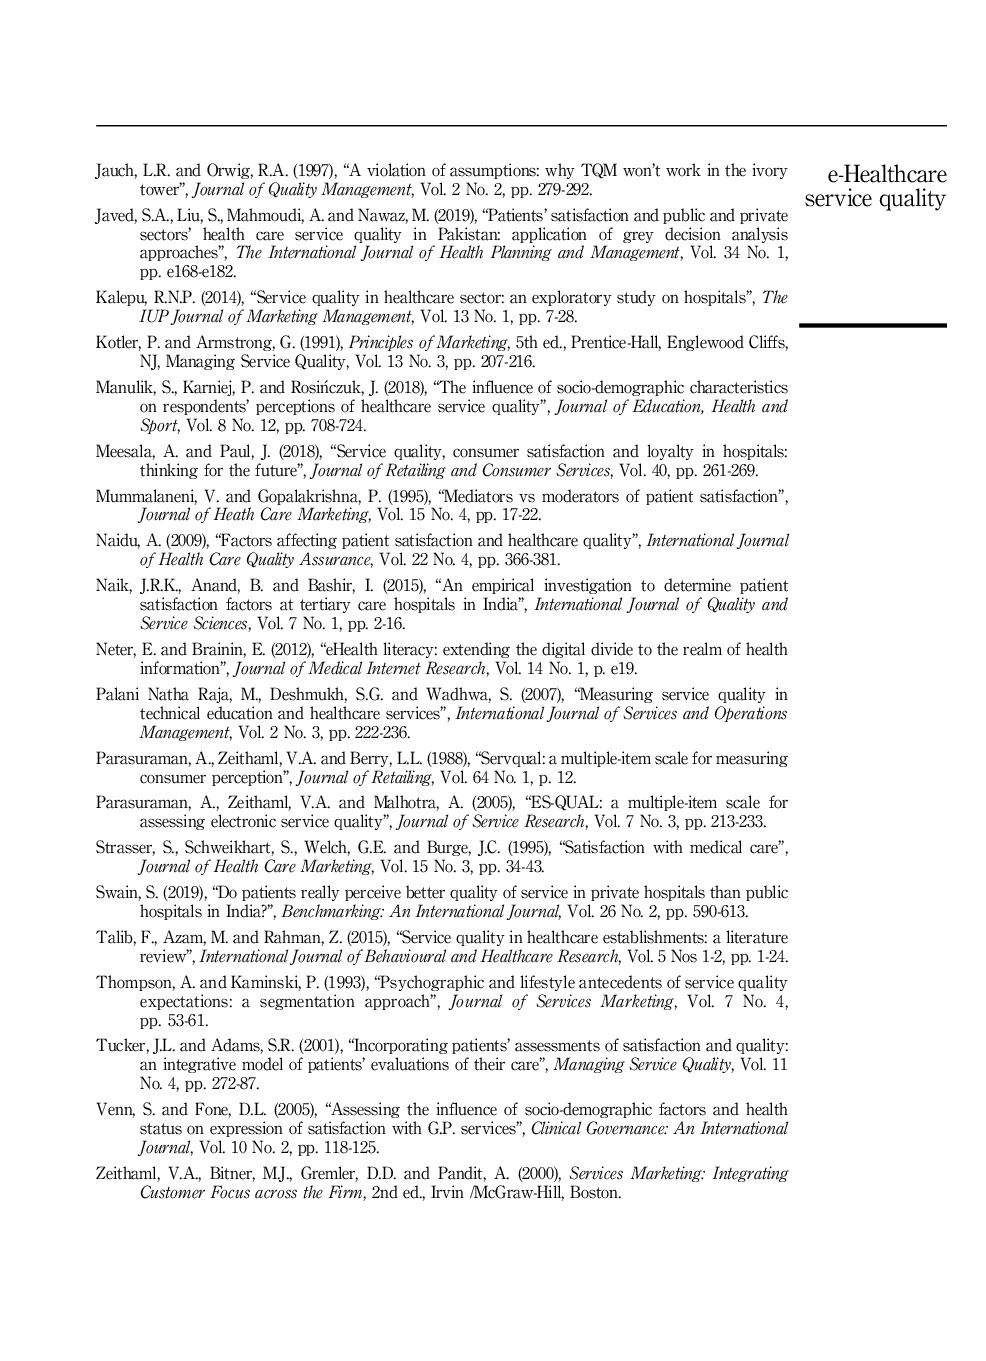 e-Healthcare
service quality
Jauch, L.R. and Orwig, R.A. (1997), “A violation of assumptions: why TQM won’t work in the ivory
tower”, Journal of Quality Management, Vol. 2 No. 2, pp. 279-292.
Javed, S.A., Liu, S., Mahmoudi, A. and Nawaz, M. (2019), “Patients’ satisfaction and public and private
sectors’ health care service quality in Pakistan: application of grey decision analysis
approaches”, The International Journal of Health Planning and Management, Vol. 34 No. 1,
pp. e168-e182.
Kalepu, R.N.P. (2014), “Service quality in healthcare sector: an exploratory study on hospitals”, The
IUP Journal of Marketing Management, Vol. 13 No. 1, pp. 7-28.
Kotler, P. and Armstrong, G. (1991), Principles of Marketing, 5th ed., Prentice-Hall, Englewood Cliffs,
NJ, Managing Service Quality, Vol. 13 No. 3, pp. 207-216.
Manulik, S., Karniej, P. and Rosińczuk, J. (2018), “The influence of socio-demographic characteristics
on respondents’ perceptions of healthcare service quality”, Journal of Education, Health and
Sport, Vol. 8 No. 12, pp. 708-724.
Meesala, A. and Paul, J. (2018), “Service quality, consumer satisfaction and loyalty in hospitals:
thinking for the future”, Journal of Retailing and Consumer Services, Vol. 40, pp. 261-269.
Mummalaneni, V. and Gopalakrishna, P. (1995), “Mediators vs moderators of patient satisfaction”,
Journal of Heath Care Marketing, Vol. 15 No. 4, pp. 17-22.
Naidu, A. (2009), “Factors affecting patient satisfaction and healthcare quality”, International Journal
of Health Care Quality Assurance, Vol. 22 No. 4, pp. 366-381.
Naik, J.R.K., Anand, B. and Bashir, I. (2015), “An empirical investigation to determine patient
satisfaction factors at tertiary care hospitals in India”, International Journal of Quality and
Service Sciences, Vol. 7 No. 1, pp. 2-16.
Neter, E. and Brainin, E. (2012), “eHealth literacy: extending the digital divide to the realm of health
information”, Journal of Medical Internet Research, Vol. 14 No. 1, p. e19.
Palani Natha Raja, M., Deshmukh, S.G. and Wadhwa, S. (2007), “Measuring service quality in
technical education and healthcare services”, International Journal of Services and Operations
Management, Vol. 2 No. 3, pp. 222-236.
Parasuraman, A., Zeithaml, V.A. and Berry, L.L. (1988), “Servqual: a multiple-item scale for measuring
consumer perception”, Journal of Retailing, Vol. 64 No. 1, p. 12.
Parasuraman, A., Zeithaml, V.A. and Malhotra, A. (2005), “ES-QUAL: a multiple-item scale for
assessing electronic service quality”, Journal of Service Research, Vol. 7 No. 3, pp. 213-233.
Strasser, S., Schweikhart, S., Welch, G.E. and Burge, J.C. (1995), “Satisfaction with medical care”,
Journal of Health Care Marketing, Vol. 15 No. 3, pp. 34-43.
Swain, S. (2019), “Do patients really perceive better quality of service in private hospitals than public
hospitals in India?”, Benchmarking: An International Journal, Vol. 26 No. 2, pp. 590-613.
Talib, F., Azam, M. and Rahman, Z. (2015), “Service quality in healthcare establishments: a literature
review”, International Journal of Behavioural and Healthcare Research, Vol. 5 Nos 1-2, pp. 1-24.
Thompson, A. and Kaminski, P. (1993), “Psychographic and lifestyle antecedents of service quality
expectations: a segmentation approach”, Journal of Services Marketing, Vol. 7 No. 4,
pp. 53-61.
Tucker, J.L. and Adams, S.R. (2001), “Incorporating patients’ assessments of satisfaction and quality:
an integrative model of patients’ evaluations of their care”, Managing Service Quality, Vol. 11
No. 4, pp. 272-87.
Venn, S. and Fone, D.L. (2005), “Assessing the influence of socio-demographic factors and health
status on expression of satisfaction with G.P. services”, Clinical Governance: An International
Journal, Vol. 10 No. 2, pp. 118-125.
Zeithaml, V.A., Bitner, M.J., Gremler, D.D. and Pandit, A. (2000), Services Marketing: Integrating
Customer Focus across the Firm, 2nd ed., Irvin /McGraw-Hill, Boston.